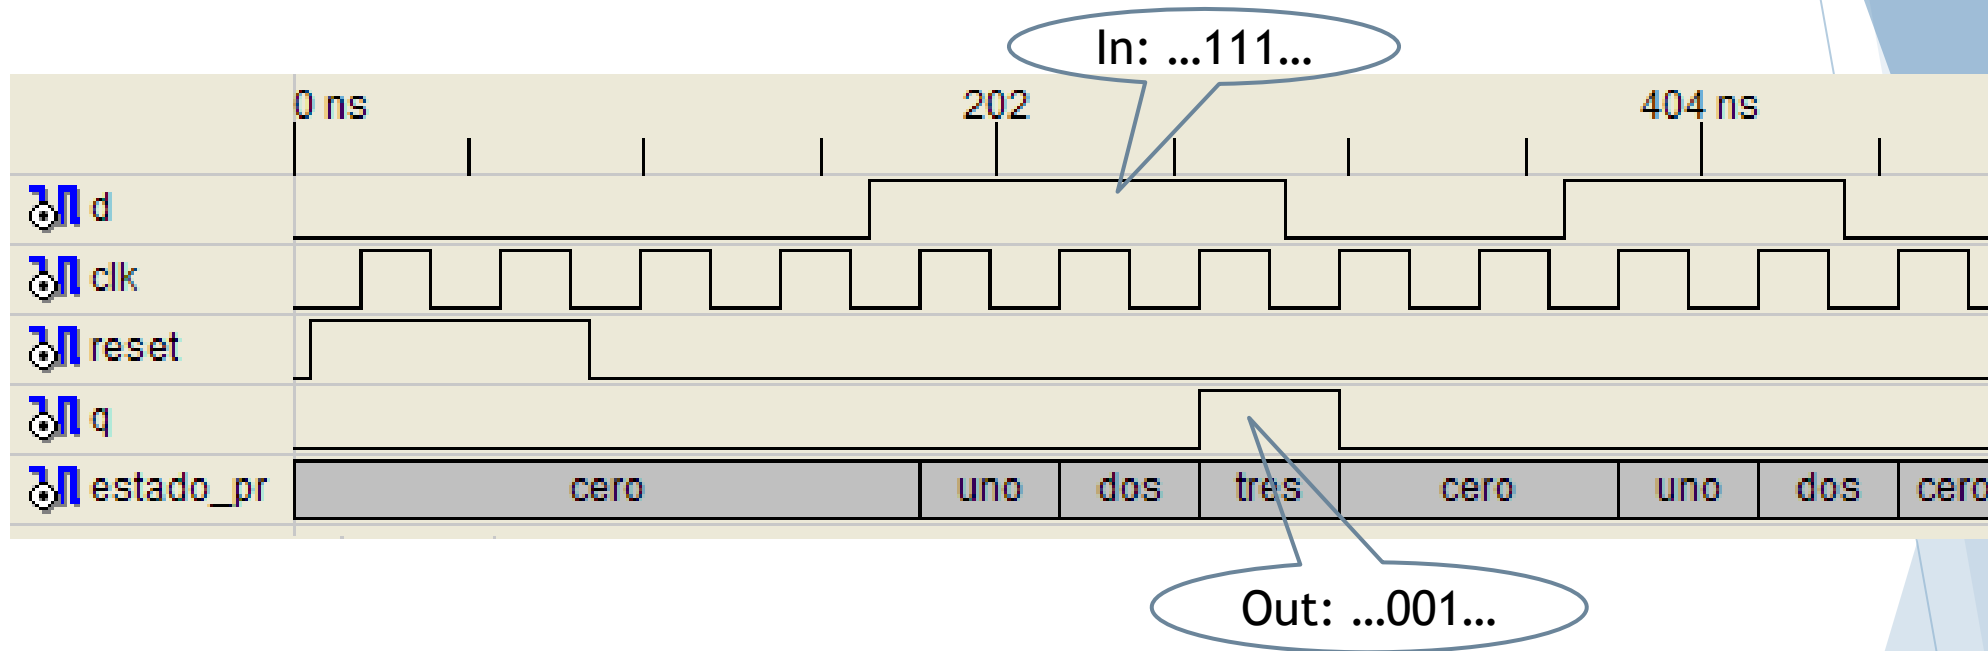 In: ...111...
0 ns 202 404 ns
d
clk
reset
q
estado_pr cero uno dos tres cero uno dos cero
Out: ...001...